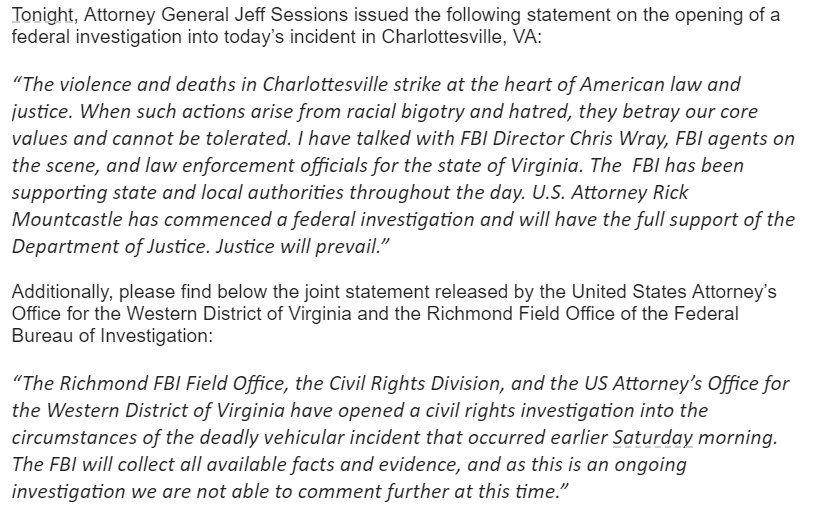 Tonight, Attorney General Jeff Sessions issued the following statement on the opening of a
federal investigation into today’s incident in Charlottesville, VA:
“The violence and deaths in Charlottesville strike at the heart of American law and
justice. When such actions arise from racial bigotry and hatred, they betray our core
values and cannot be tolerated. I have talked with FBI Director Chris Wray, FBI agents on
the scene, and law enforcement officials for the state of Virginia. The  FBI has been
supporting state and local authorities throughout the day. U.S. Attorney Rick
Mountcastle has commenced a federal investigation and will have the full support of the
Department of Justice. Justice will prevail.”
Additionally, please find below the joint statement released by the United States Attorney’s
Office for the Western District of Virginia and the Richmond Field Office of the Federal
Bureau of Investigation:
“The Richmond FBI Field Office, the Civil Rights Division, and the US Attorney’s Office for
the Western District of Virginia have opened a civil rights investigation into the
circumstances of the deadly vehicular incident that occurred earlier Saturday morning.
The FBI will collect all available facts and evidence, and as this is an ongoing
investigation we are not able to comment further at this time.”